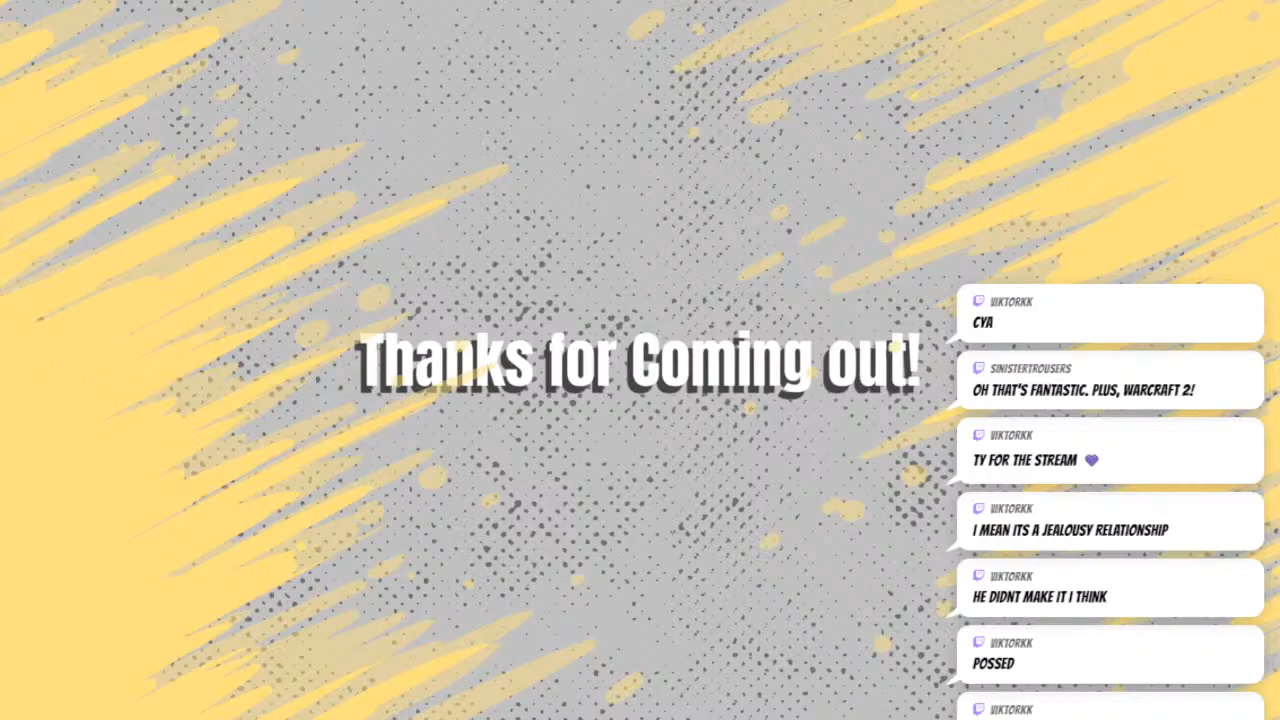 Thanks for Coming out!
VIKTORKK
CYA
SINISTERTROUSERS
OH THAT'S FANTASTIC. PLUS, WARCRAFT 2!
VIKTORKK
TY FOR THE STREAM 💜
VIKTORKK
I MEAN ITS A JEALOUSY RELATIONSHIP
VIKTORKK
HE DIDNT MAKE IT I THINK
VIKTORKK
POSSED
VIKTORKK